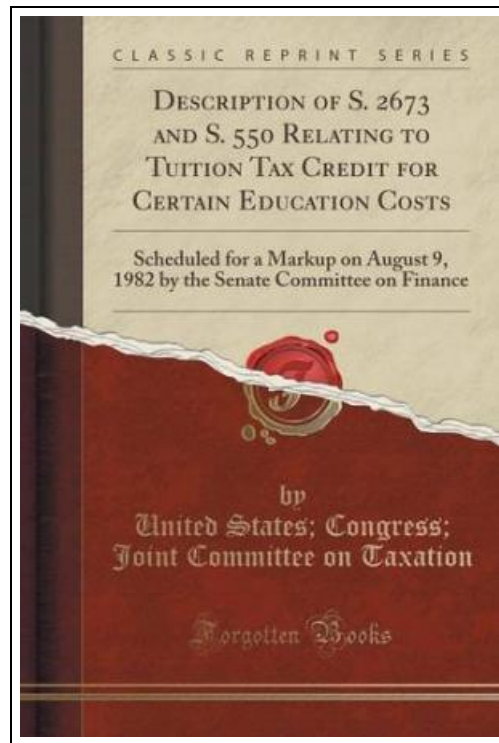 CLASSIC REPRINT SERIES
DESCRIPTION OF S. 2673
AND S. 550 RELATING TO
TUITION TAX CREDIT FOR
CERTAIN EDUCATION COSTS
Scheduled for a Markup on August 9,
1982 by the Senate Committee on Finance
by
United States; Congress;
Joint Committee on Taxation
Forgotten Books